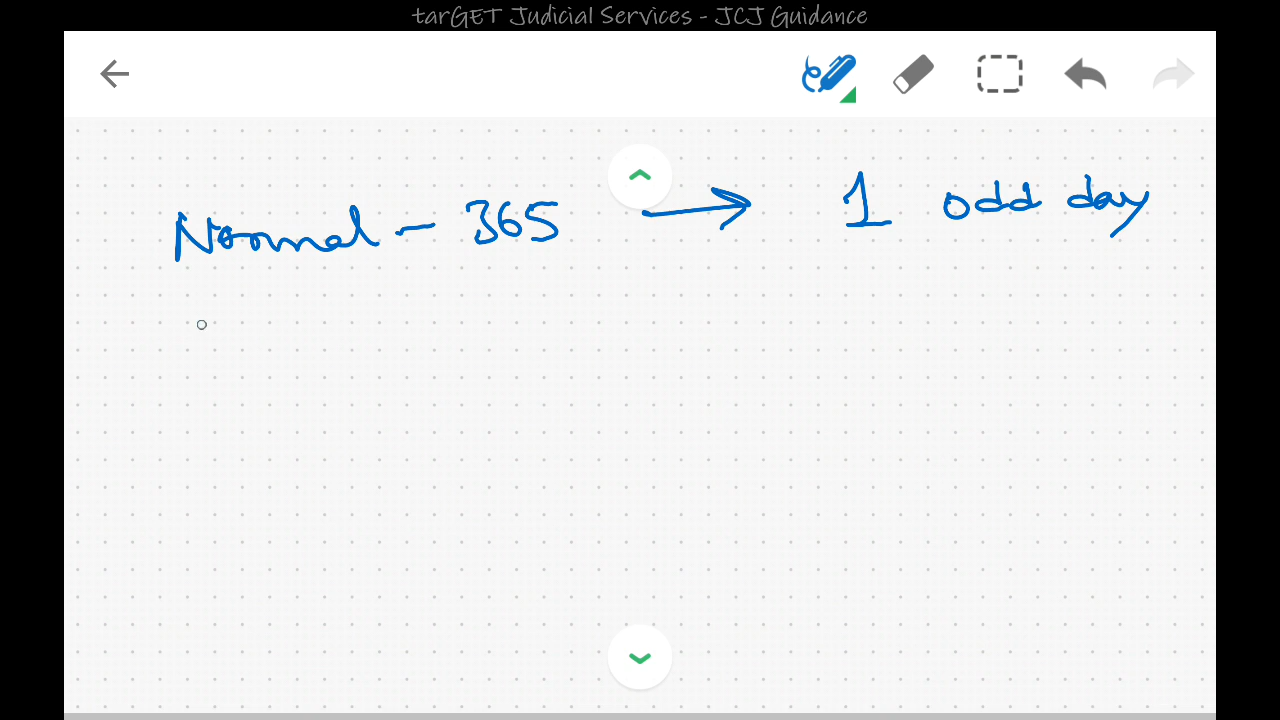 tarGET Judicial Services - JCJ Guidance
Normal - 365 → 1 odd day